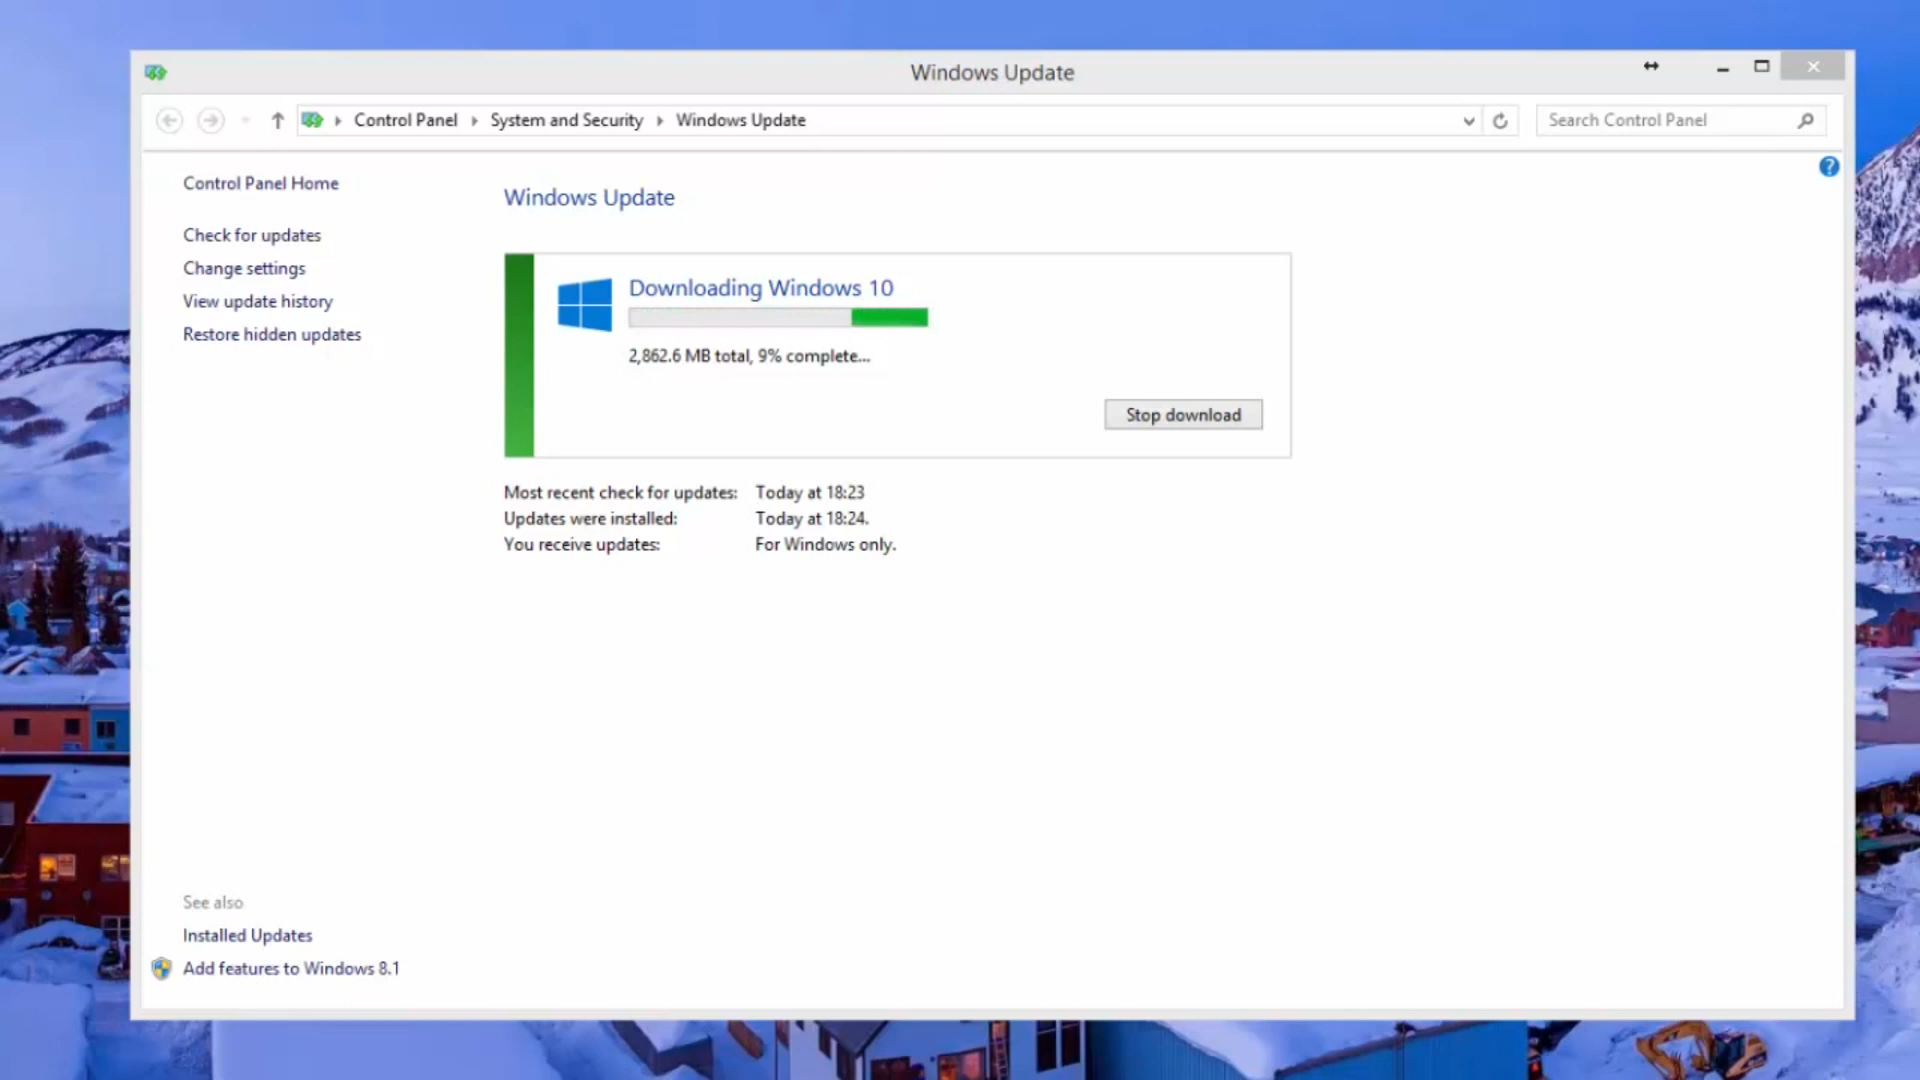 Windows Update
Control Panel System and Security Windows Update
Search Control Panel
Control Panel Home
Check for updates
Change settings
View update history
Restore hidden updates
Windows Update
Downloading Windows 10
2,862.6 MB total, 9% complete...
Stop download
Most recent check for updates: Today at 18:23
Updates were installed: Today at 18:24.
You receive updates: For Windows only.
See also
Installed Updates
Add features to Windows 8.1